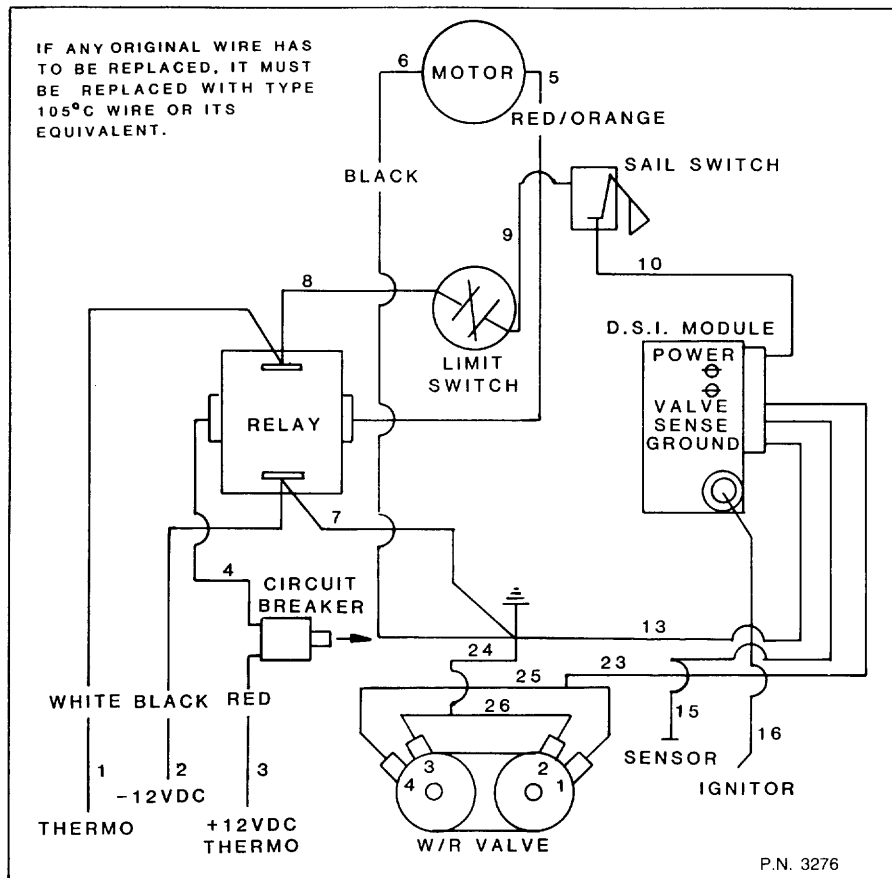 IF ANY ORIGINAL WIRE HAS
TO BE REPLACED, IT MUST
BE REPLACED WITH TYPE
105°C WIRE OR ITS
EQUIVALENT.
6
MOTOR
5
RED/ORANGE
BLACK
SAIL SWITCH
9
10
8
D.S.I. MODULE
LIMIT
SWITCH
POWER
VALVE
SENSE
GROUND
RELAY
7
4
CIRCUIT
BREAKER
13
24
25
23
26
WHITE BLACK RED
15
16
SENSOR
IGNITOR
3
4
2
1
1
2
3
-12VDC
THERMO
+12VDC
THERMO
W/R VALVE
P.N. 3276